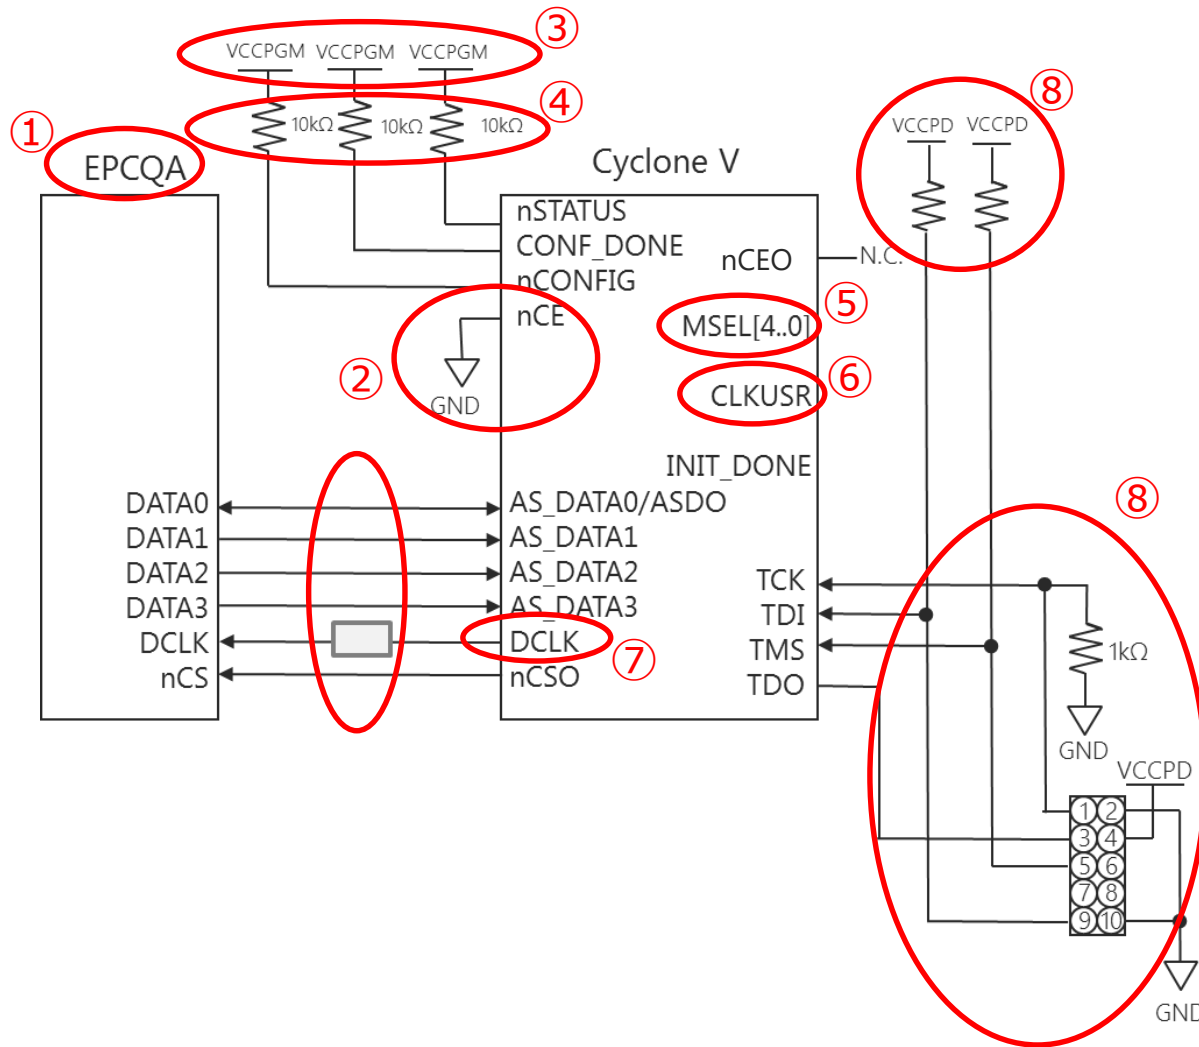 ③
VCCPGM VCCPGM VCCPGM
④
10kΩ 10kΩ 10kΩ
①
EPCQA
Cyclone V
⑧
VCCPD VCCPD
nSTATUS
CONF_DONE
nCONFIG
nCE
nCEO
N.C.
⑤
MSEL[4..0]
②
GND
⑥
CLKUSR
INIT_DONE
DATA0
DATA1
DATA2
DATA3
DCLK
nCS
AS_DATA0/ASDO
AS_DATA1
AS_DATA2
AS_DATA3
DCLK
nCSO
⑦
⑧
TCK
TDI
TMS
TDO
1kΩ
GND
VCCPD
1 2
3 4
5 6
7 8
9 10
GND